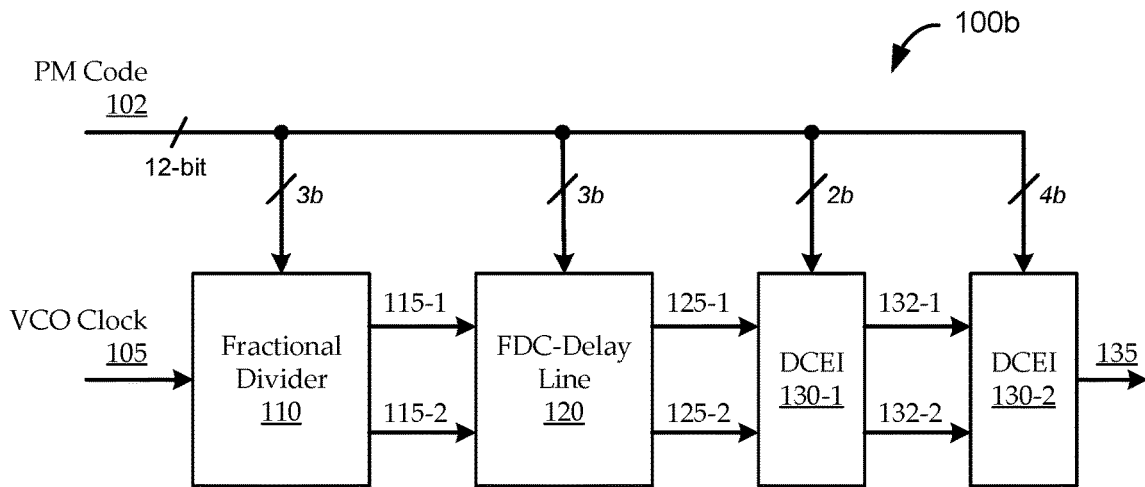 100b
PM Code
102
12-bit
3b
3b
2b
4b
VCO Clock
105
Fractional
Divider
110
115-1
115-2
FDC-Delay
Line
120
125-1
125-2
DCEI
130-1
132-1
132-2
DCEI
130-2
135